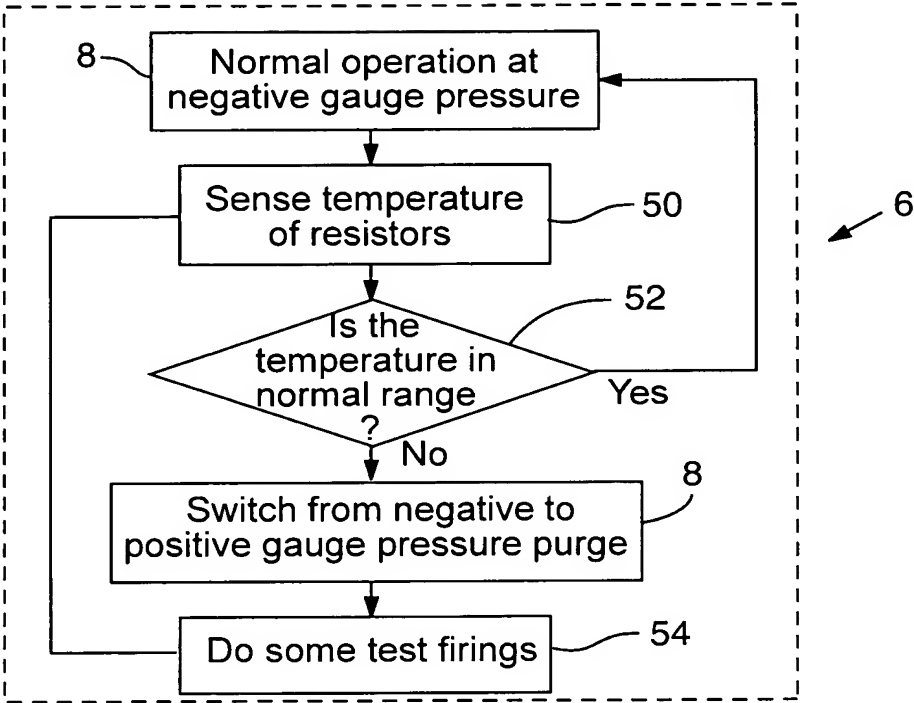 8
Normal operation at
negative gauge pressure
Sense temperature
of resistors
50
6
52
Is the
temperature in
normal range
?
Yes
No
8
Switch from negative to
positive gauge pressure purge
Do some test firings
54